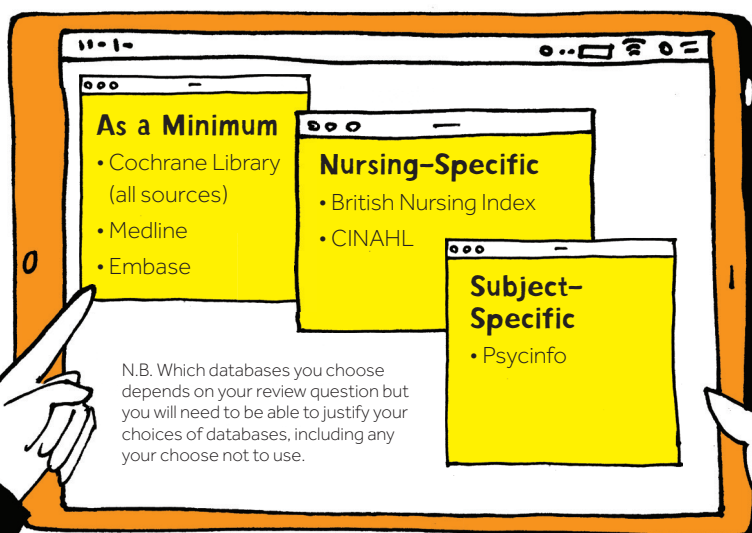 As a Minimum
• Cochrane Library
(all sources)
• Medline
• Embase
Nursing-Specific
• British Nursing Index
• CINAHL
Subject-
Specific
• Psycinfo
N.B. Which databases you choose
depends on your review question but
you will need to be able to justify your
choices of databases, including any
your choose not to use.